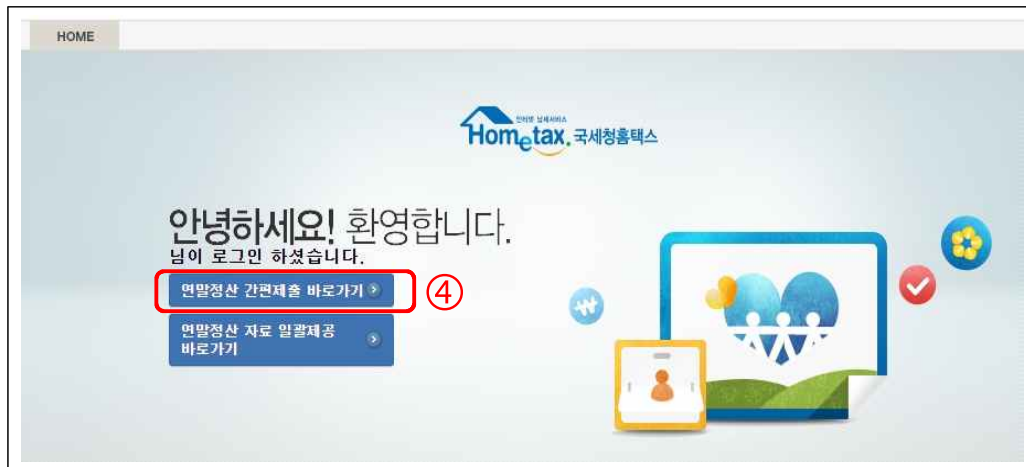 HOME
인터넷 납세서비스
Hometax. 국세청홈택스
안녕하세요! 환영합니다.
님이 로그인 하셨습니다.
연말정산 간편제출 바로가기
④
연말정산 자료 일괄제공
바로가기
₩